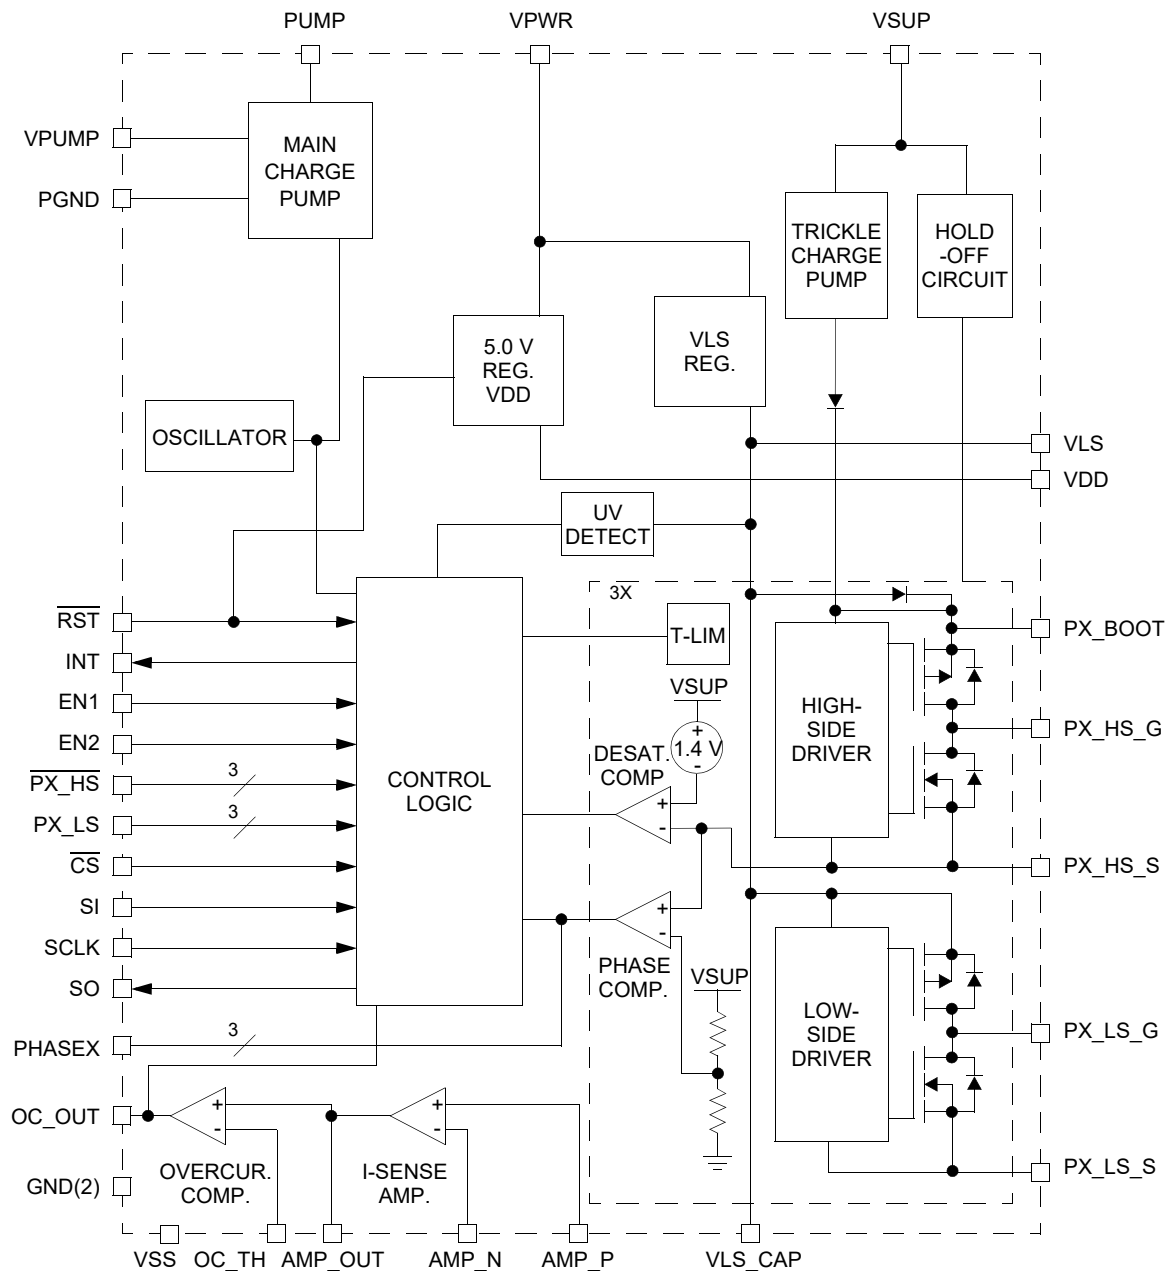 PUMP
VPWR
VSUP
VPUMP
MAIN
CHARGE
PUMP
PGND
TRICKLE
CHARGE
PUMP
HOLD
-OFF
CIRCUIT
5.0 V
REG.
VDD
VLS
REG.
OSCILLATOR
VLS
VDD
UV
DETECT
3X
RST
T-LIM
PX_BOOT
INT
VSUP
EN1
+
1.4 V
-
HIGH-
SIDE
DRIVER
PX_HS_G
EN2
DESAT.
COMP.
CONTROL
LOGIC
PX_HS
3
+
-
PX_LS
3
CS
PX_HS_S
SI
+
-
SCLK
PHASE
COMP.
VSUP
SO
LOW-
SIDE
DRIVER
PX_LS_G
PHASEX
3
OC_OUT
+
-
+
-
OVERCUR.
COMP.
I-SENSE
AMP.
PX_LS_S
GND(2)
VSS
OC_TH
AMP_OUT
AMP_N
AMP_P
VLS_CAP